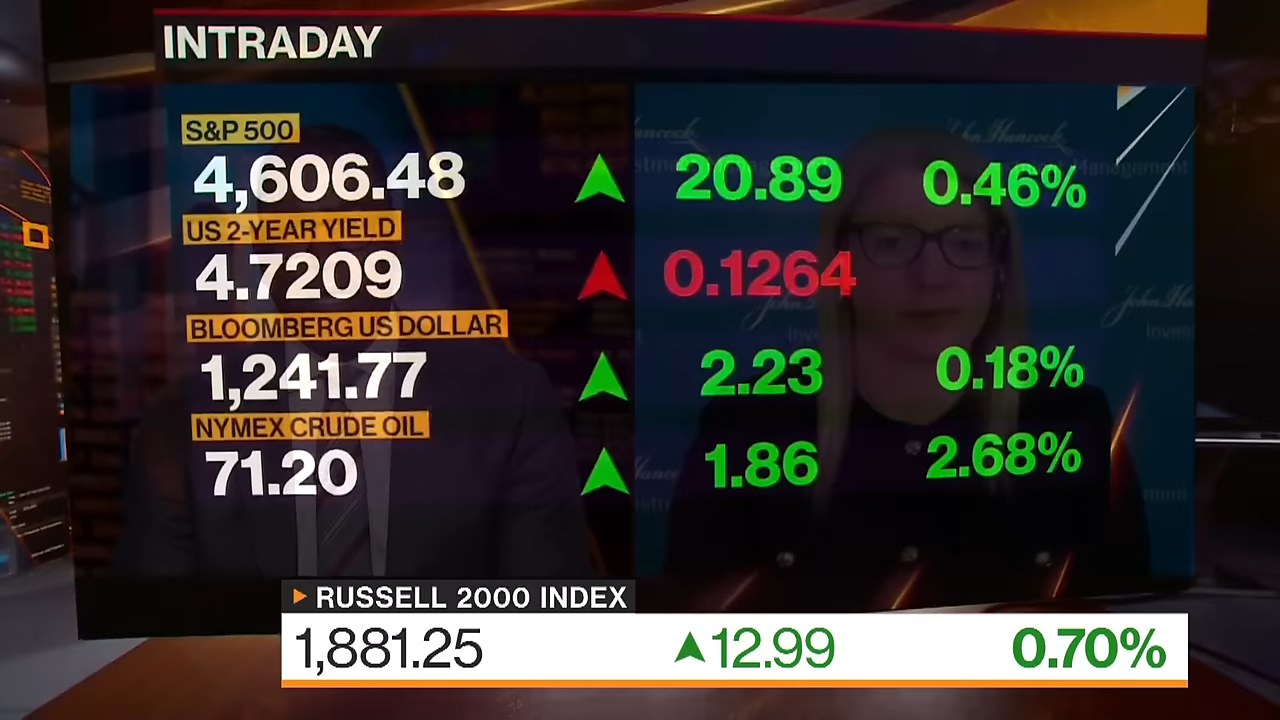 INTRADAY
S&P 500
4,606.48 20.89 0.46%
US 2-YEAR YIELD
4.7209 0.1264
BLOOMBERG US DOLLAR
1,241.77 2.23 0.18%
NYMEX CRUDE OIL
71.20 1.86 2.68%
John Hancock
RUSSELL 2000 INDEX
1,881.25 12.99 0.70%